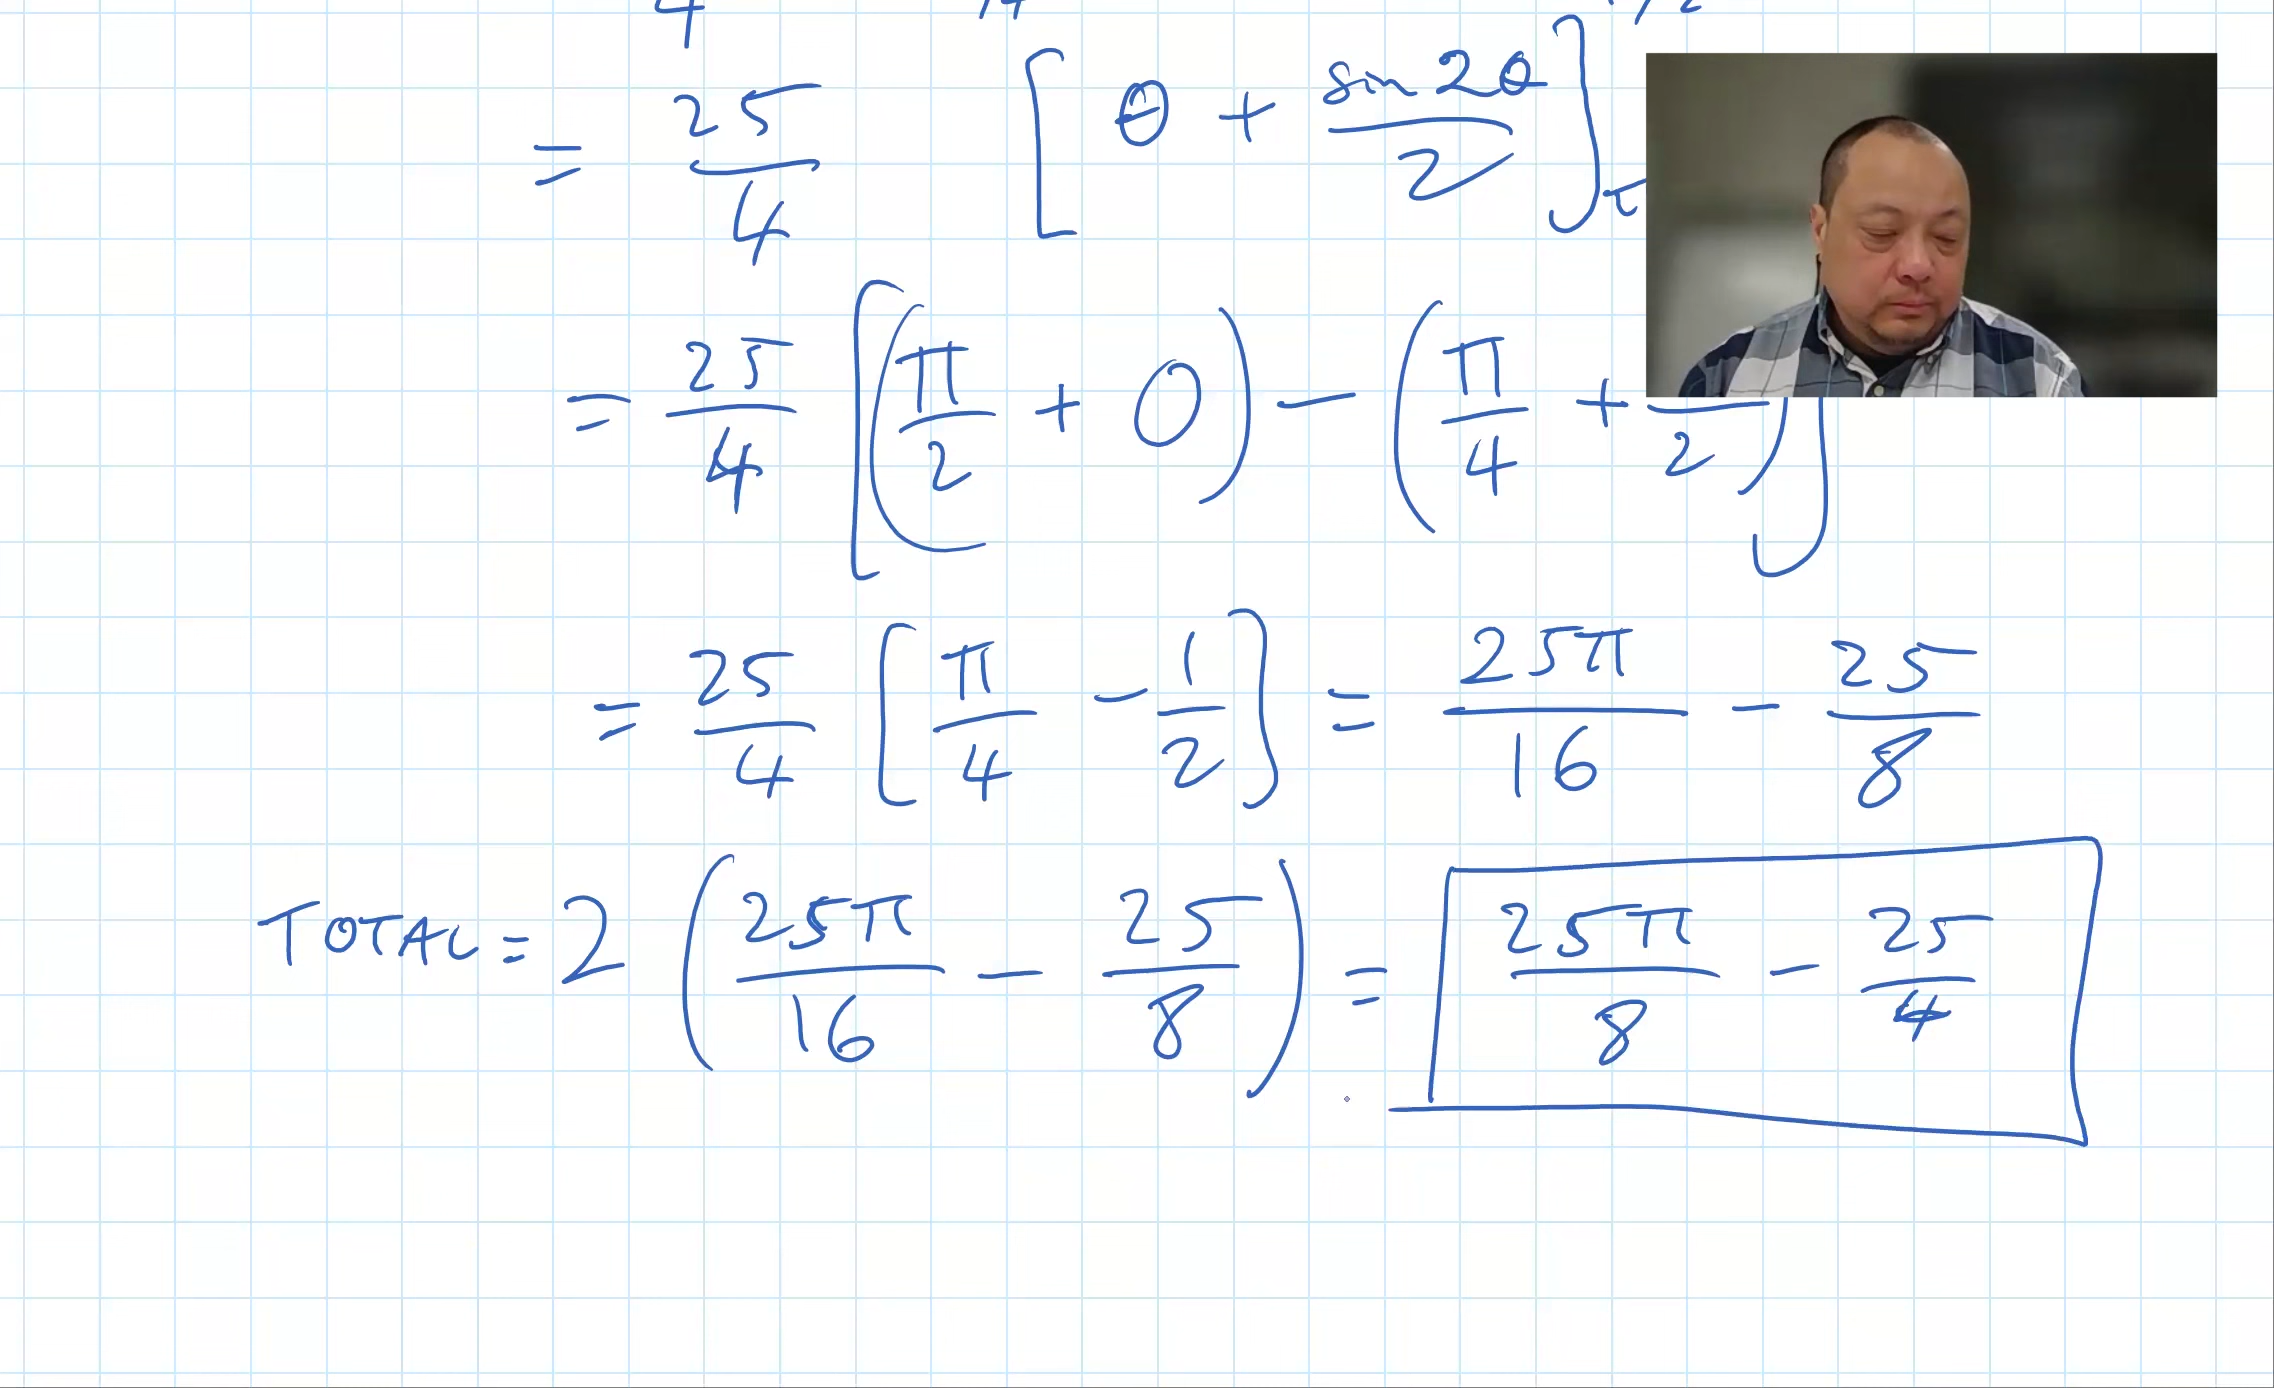 = 25/4 [θ + sin 2θ/2]
= 25/4 [(π/2 + 0) − (π/4 + /2)]
= 25/4 [π/4 − 1/2] = 25π/16 − 25/8
TOTAL = 2 (25π/16 − 25/8) = 25π/8 − 25/4